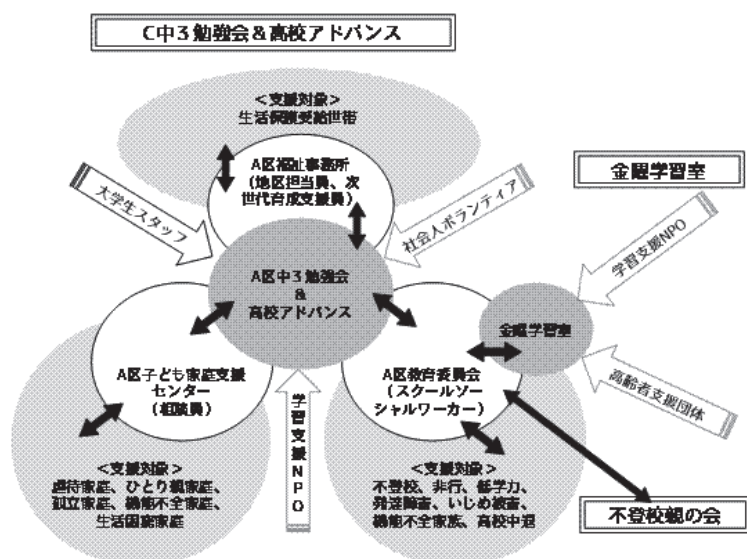 C中3勉強会&高校アドバンス
<支援対象>
生活保護受給世帯
A区福祉事務所
(地区担当員、次
世代育成支援員)
大学生スタッフ
社会人ボランティア
金曜学習室
学習支援NPO
A区中3勉強会
&
高校アドバンス
金曜学習室
A区子ども家庭支援
センター
(相談員)
A区教育委員会
(スクールソー
シャルワーカー)
高齢者支援団体
学習支援NPO
<支援対象>
虐待家庭、ひとり親家庭、
孤立家庭、機能不全家庭、
生活困窮家庭
<支援対象>
不登校、非行、低学力、
発達障害、いじめ被害、
機能不全家族、高校中退
不登校親の会